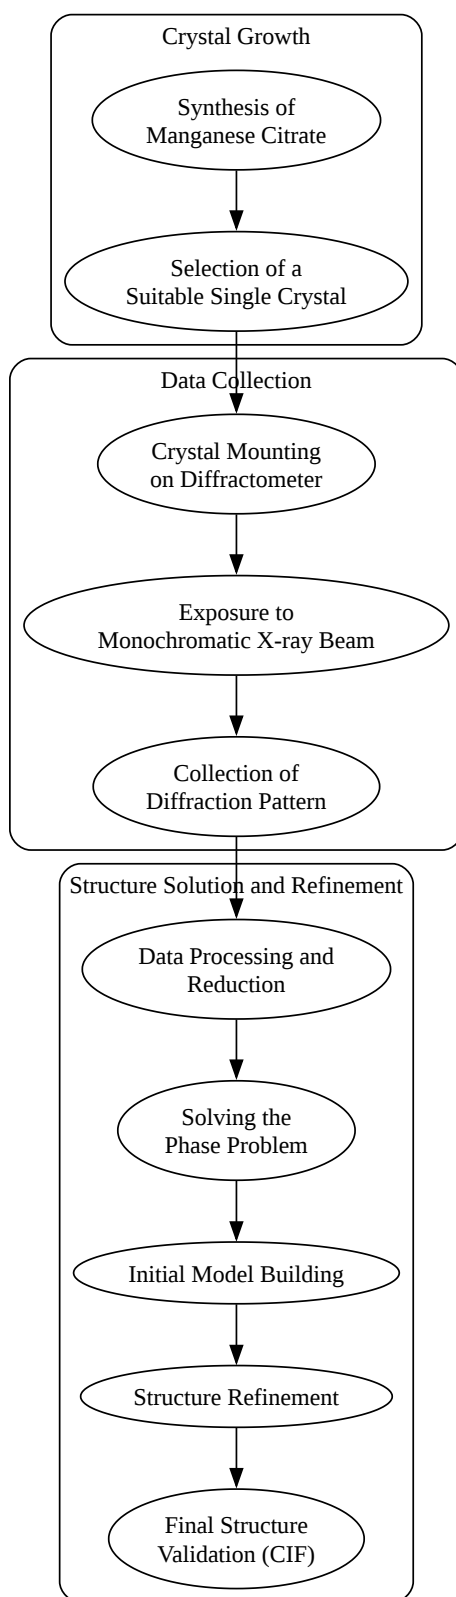 Crystal Growth
Synthesis of
Manganese Citrate
Selection of a
Suitable Single Crystal
Data Collection
Crystal Mounting
on Diffractometer
Exposure to
Monochromatic X-ray Beam
Collection of
Diffraction Pattern
Structure Solution and Refinement
Data Processing and
Reduction
Solving the
Phase Problem
Initial Model Building
Structure Refinement
Final Structure
Validation (CIF)